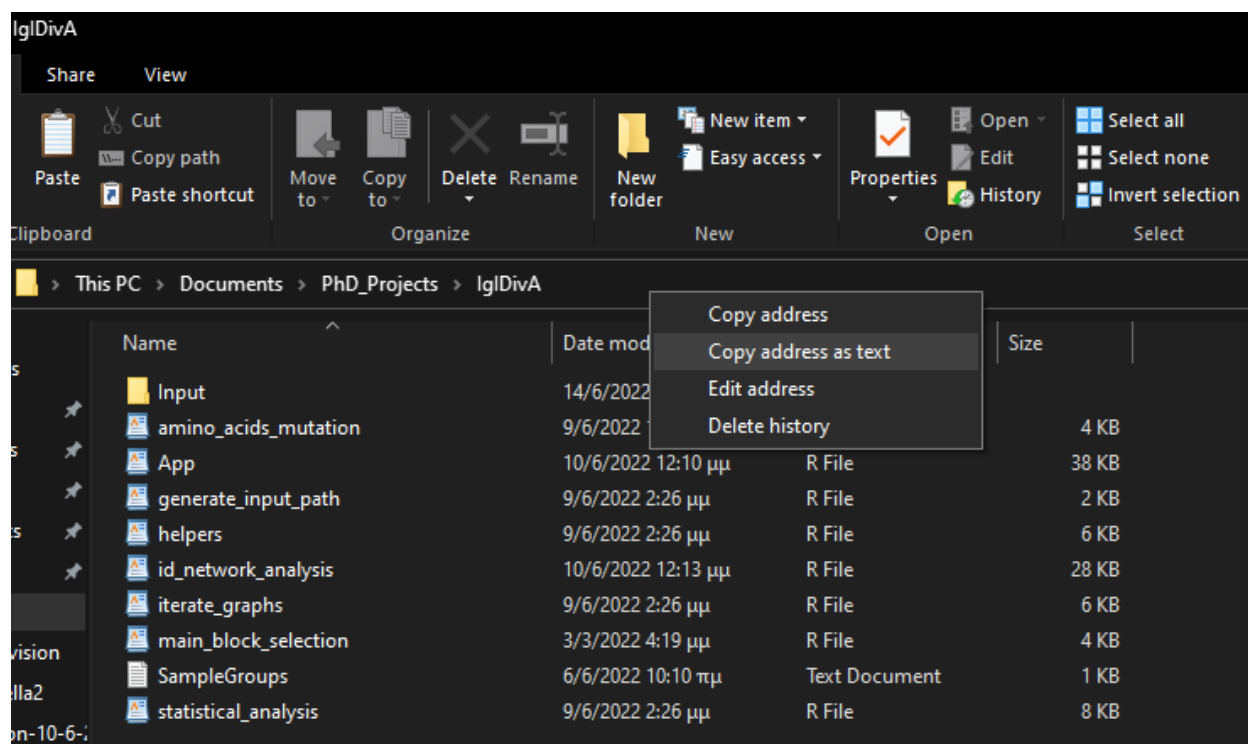 IgIDivA
Share View
Cut
Copy path
Paste shortcut
Paste
Move to
Copy to
Delete
Rename
New folder
New item
Easy access
Properties
Open
Edit
History
Select all
Select none
Invert selection
Clipboard Organize New Open Select
This PC > Documents > PhD_Projects > IgIDivA
Copy address
Copy address as text
Edit address
Delete history
Name Date mod Size
Input 14/6/2022
amino_acids_mutation 9/6/2022 4 KB
App 10/6/2022 12:10 μμ R File 38 KB
generate_input_path 9/6/2022 2:26 μμ R File 2 KB
helpers 9/6/2022 2:26 μμ R File 6 KB
id_network_analysis 10/6/2022 12:13 μμ R File 28 KB
iterate_graphs 9/6/2022 2:26 μμ R File 6 KB
main_block_selection 3/3/2022 4:19 μμ R File 4 KB
SampleGroups 6/6/2022 10:10 πμ Text Document 1 KB
statistical_analysis 9/6/2022 2:26 μμ R File 8 KB